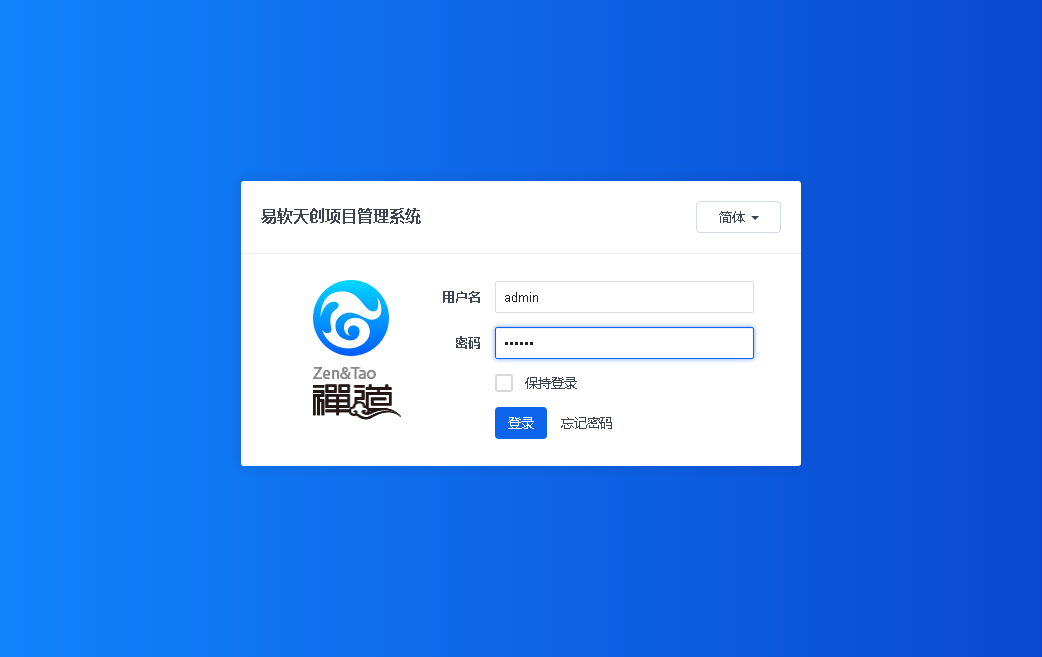 易软天创项目管理系统
简体
Zen&Tao
禪道
用户名
admin
密码
••••••
保持登录
登录 忘记密码